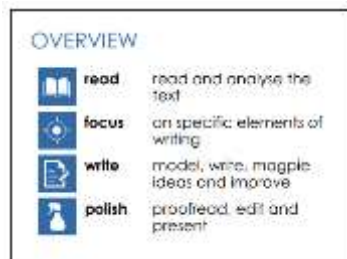 OVERVIEW
read read and analyse the
text
focus on specific elements of
writing
write model, write, magpie
ideas and improve
polish proofread, edit and
present